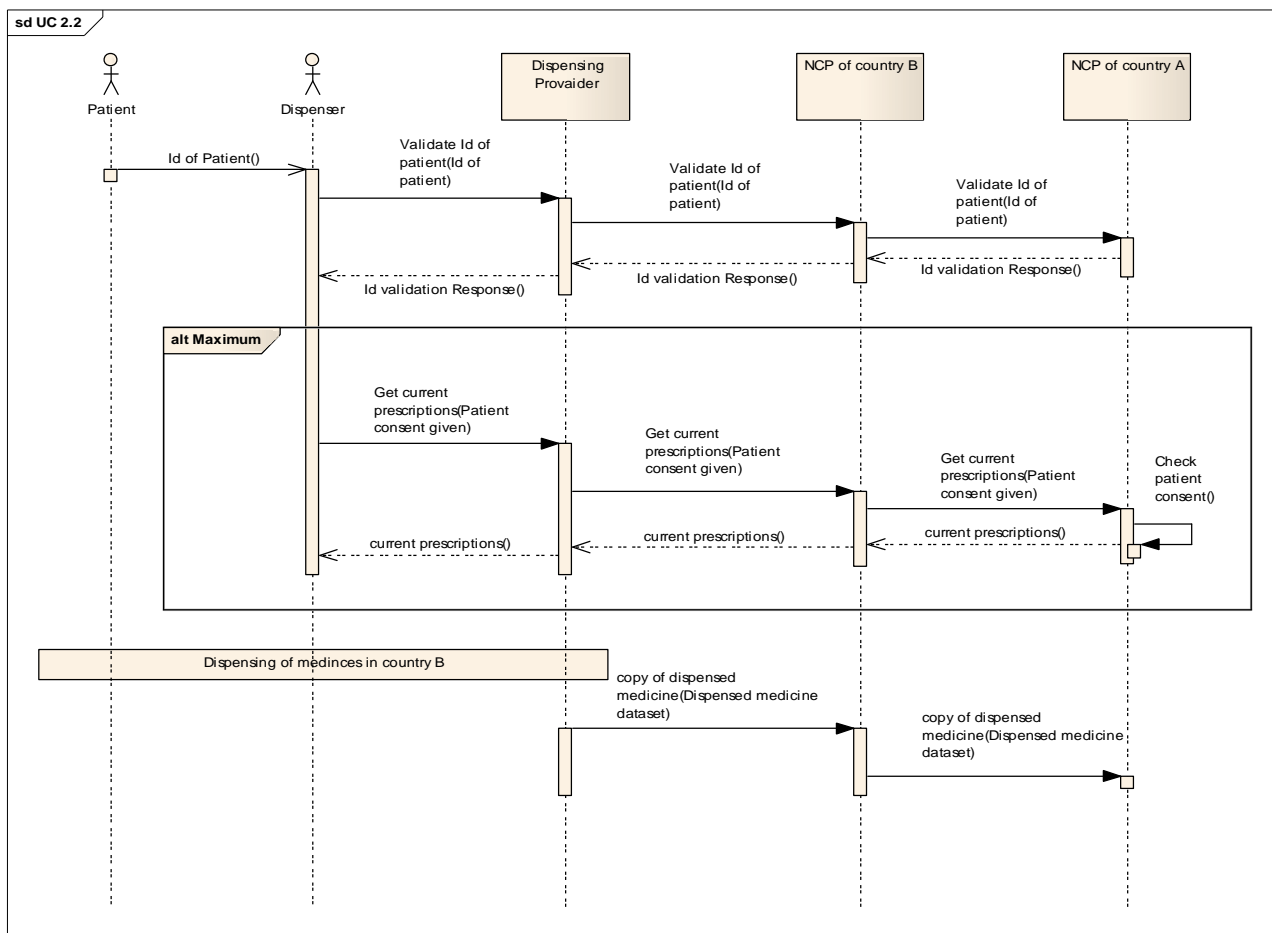 sd UC 2.2
Patient
Dispenser
Dispensing
Provaider
NCP of country B
NCP of country A
Id of Patient()
Validate Id of
patient(Id of
patient)
Validate Id of
patient(Id of
patient)
Validate Id of
patient(Id of
patient)
Id validation Response()
Id validation Response()
Id validation Response()
alt Maximum
Get current
prescriptions(Patient
consent given)
Get current
prescriptions(Patient
consent given)
Get current
prescriptions(Patient
consent given)
Check
patient
consent()
current prescriptions()
current prescriptions()
current prescriptions()
Dispensing of medinces in country B
copy of dispensed
medicine(Dispensed medicine
dataset)
copy of dispensed
medicine(Dispensed medicine
dataset)